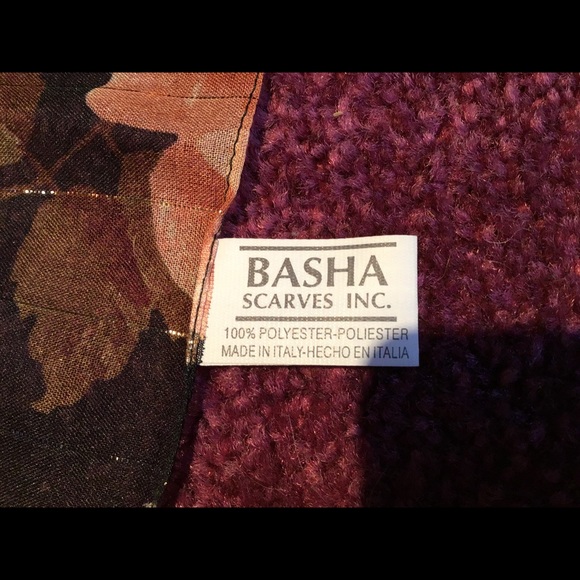 BASHA
SCARVES INC.
100% POLYESTER-POLIESTER
MADE IN ITALY-HECHO EN ITALIA